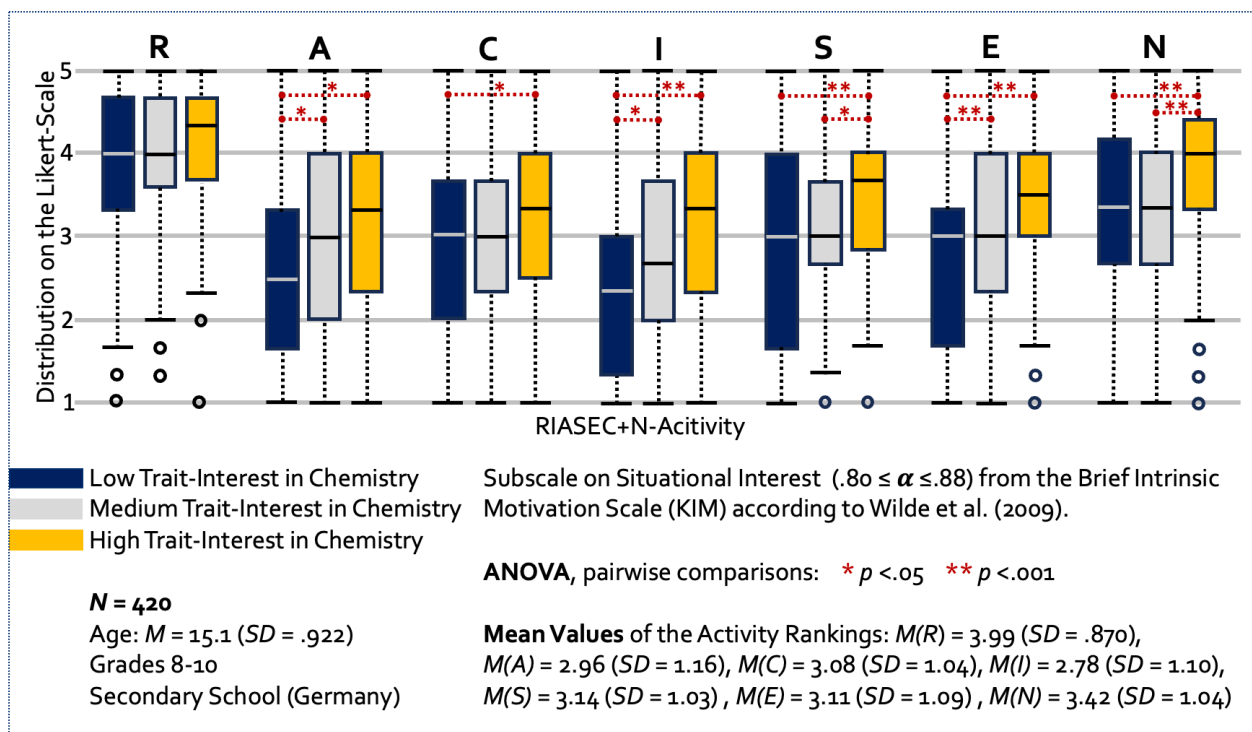 R A C I S E N
Distribution on the Likert-Scale
5
4
3
2
1
* * * ** * ** * ** ** ** **
RIASEC+N-Acitivity
Low Trait-Interest in Chemistry
Medium Trait-Interest in Chemistry
High Trait-Interest in Chemistry
N = 420
Age: M = 15.1 (SD = .922)
Grades 8-10
Secondary School (Germany)
Subscale on Situational Interest (.80 ≤ α ≤.88) from the Brief Intrinsic
Motivation Scale (KIM) according to Wilde et al. (2009).
ANOVA, pairwise comparisons: * p <.05 ** p <.001
Mean Values of the Activity Rankings: M(R) = 3.99 (SD = .870),
M(A) = 2.96 (SD = 1.16), M(C) = 3.08 (SD = 1.04), M(I) = 2.78 (SD = 1.10),
M(S) = 3.14 (SD = 1.03) , M(E) = 3.11 (SD = 1.09) , M(N) = 3.42 (SD = 1.04)